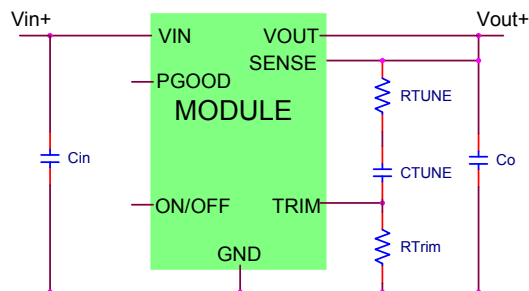 Vin+
Vout+
VIN
VOUT
SENSE
PGOOD
RTUNE
MODULE
Cin
CTUNE
Co
ON/OFF
TRIM
RTrim
GND